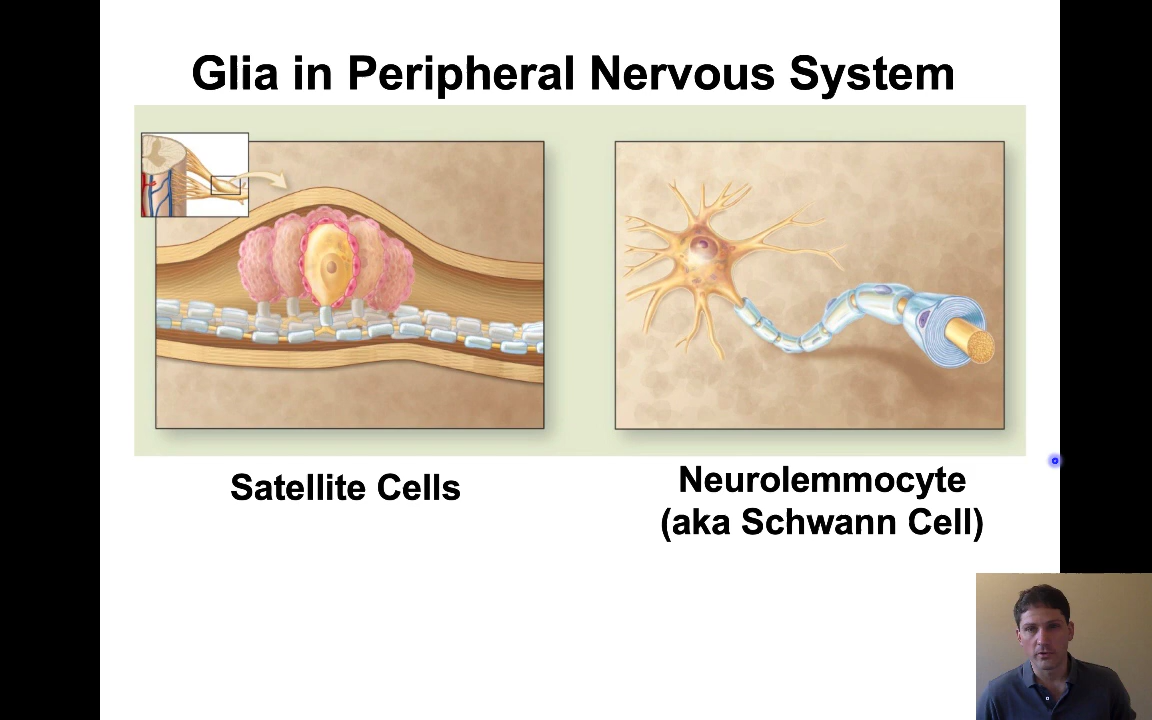 Glia in Peripheral Nervous System
Satellite Cells
Neurolemmocyte
(aka Schwann Cell)